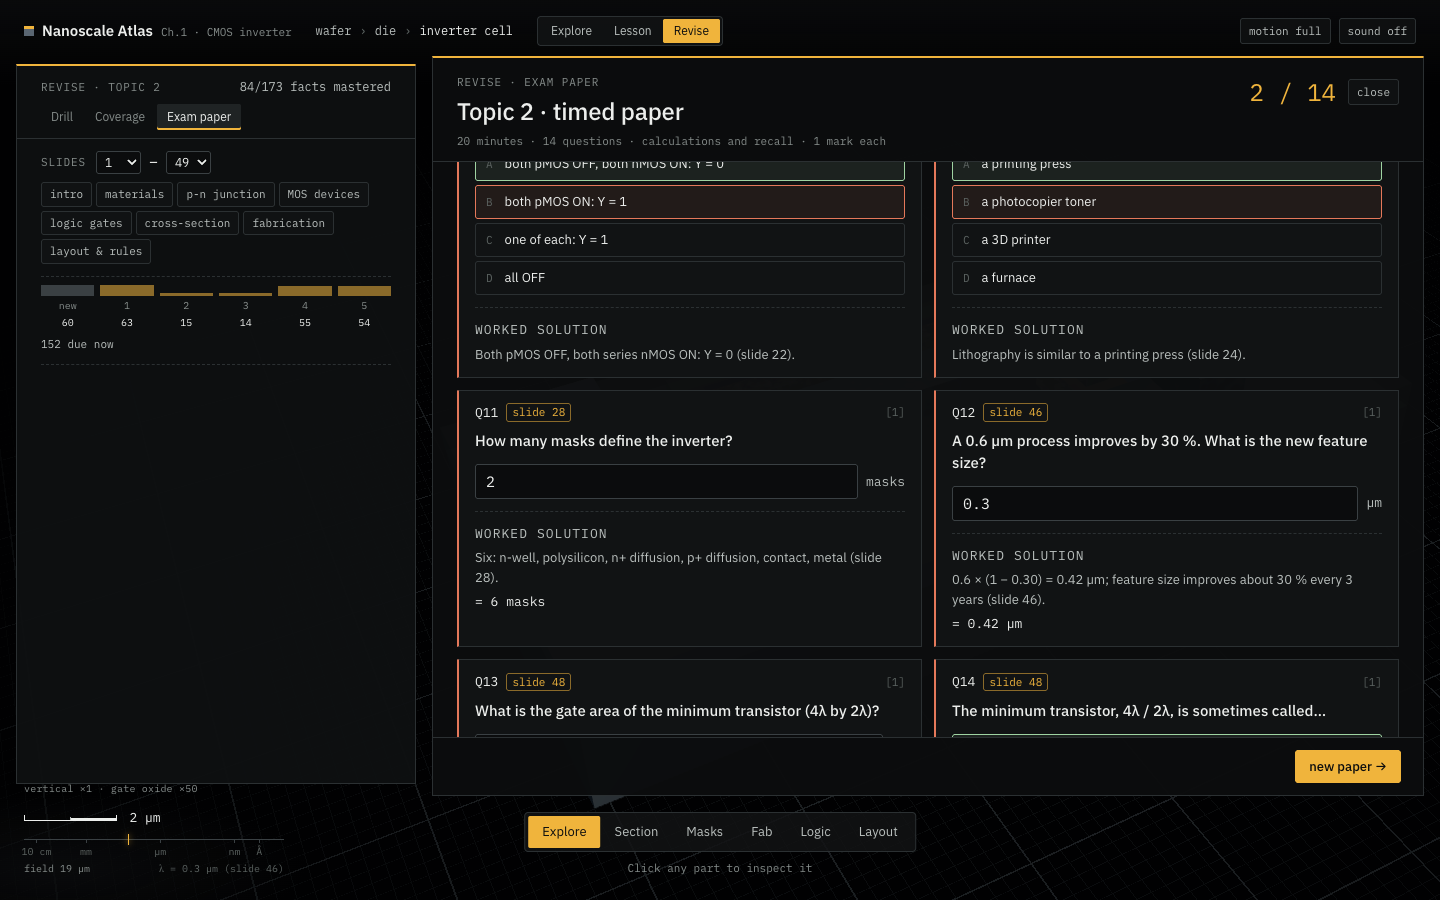 Nanoscale Atlas Ch.1 · CMOS inverter wafer › die › inverter cell Explore Lesson Revise motion full sound off
REVISE · TOPIC 2 84/173 facts mastered
Drill Coverage Exam paper
SLIDES 1 – 49
intro materials p-n junction MOS devices
logic gates cross-section fabrication
layout & rules
new 1 2 3 4 5
60 63 15 14 55 54
152 due now
REVISE · EXAM PAPER
Topic 2 · timed paper
20 minutes · 14 questions · calculations and recall · 1 mark each
2 / 14 close
A both pMOS OFF, both nMOS ON: Y = 0
B both pMOS ON: Y = 1
C one of each: Y = 1
D all OFF
WORKED SOLUTION
Both pMOS OFF, both series nMOS ON: Y = 0 (slide 22).
A a printing press
B a photocopier toner
C a 3D printer
D a furnace
WORKED SOLUTION
Lithography is similar to a printing press (slide 24).
Q11 slide 28 [1]
How many masks define the inverter?
2 masks
WORKED SOLUTION
Six: n-well, polysilicon, n+ diffusion, p+ diffusion, contact, metal (slide
28).
= 6 masks
Q12 slide 46 [1]
A 0.6 µm process improves by 30 %. What is the new feature
size?
0.3 µm
WORKED SOLUTION
0.6 × (1 – 0.30) = 0.42 µm; feature size improves about 30 % every 3
years (slide 46).
= 0.42 µm
Q13 slide 48 [1]
What is the gate area of the minimum transistor (4λ by 2λ)?
Q14 slide 48 [1]
The minimum transistor, 4λ / 2λ, is sometimes called...
new paper →
vertical ×1 · gate oxide ×50
2 µm
10 cm mm µm nm Å
field 19 µm λ = 0.3 µm (slide 46)
Explore Section Masks Fab Logic Layout
Click any part to inspect it